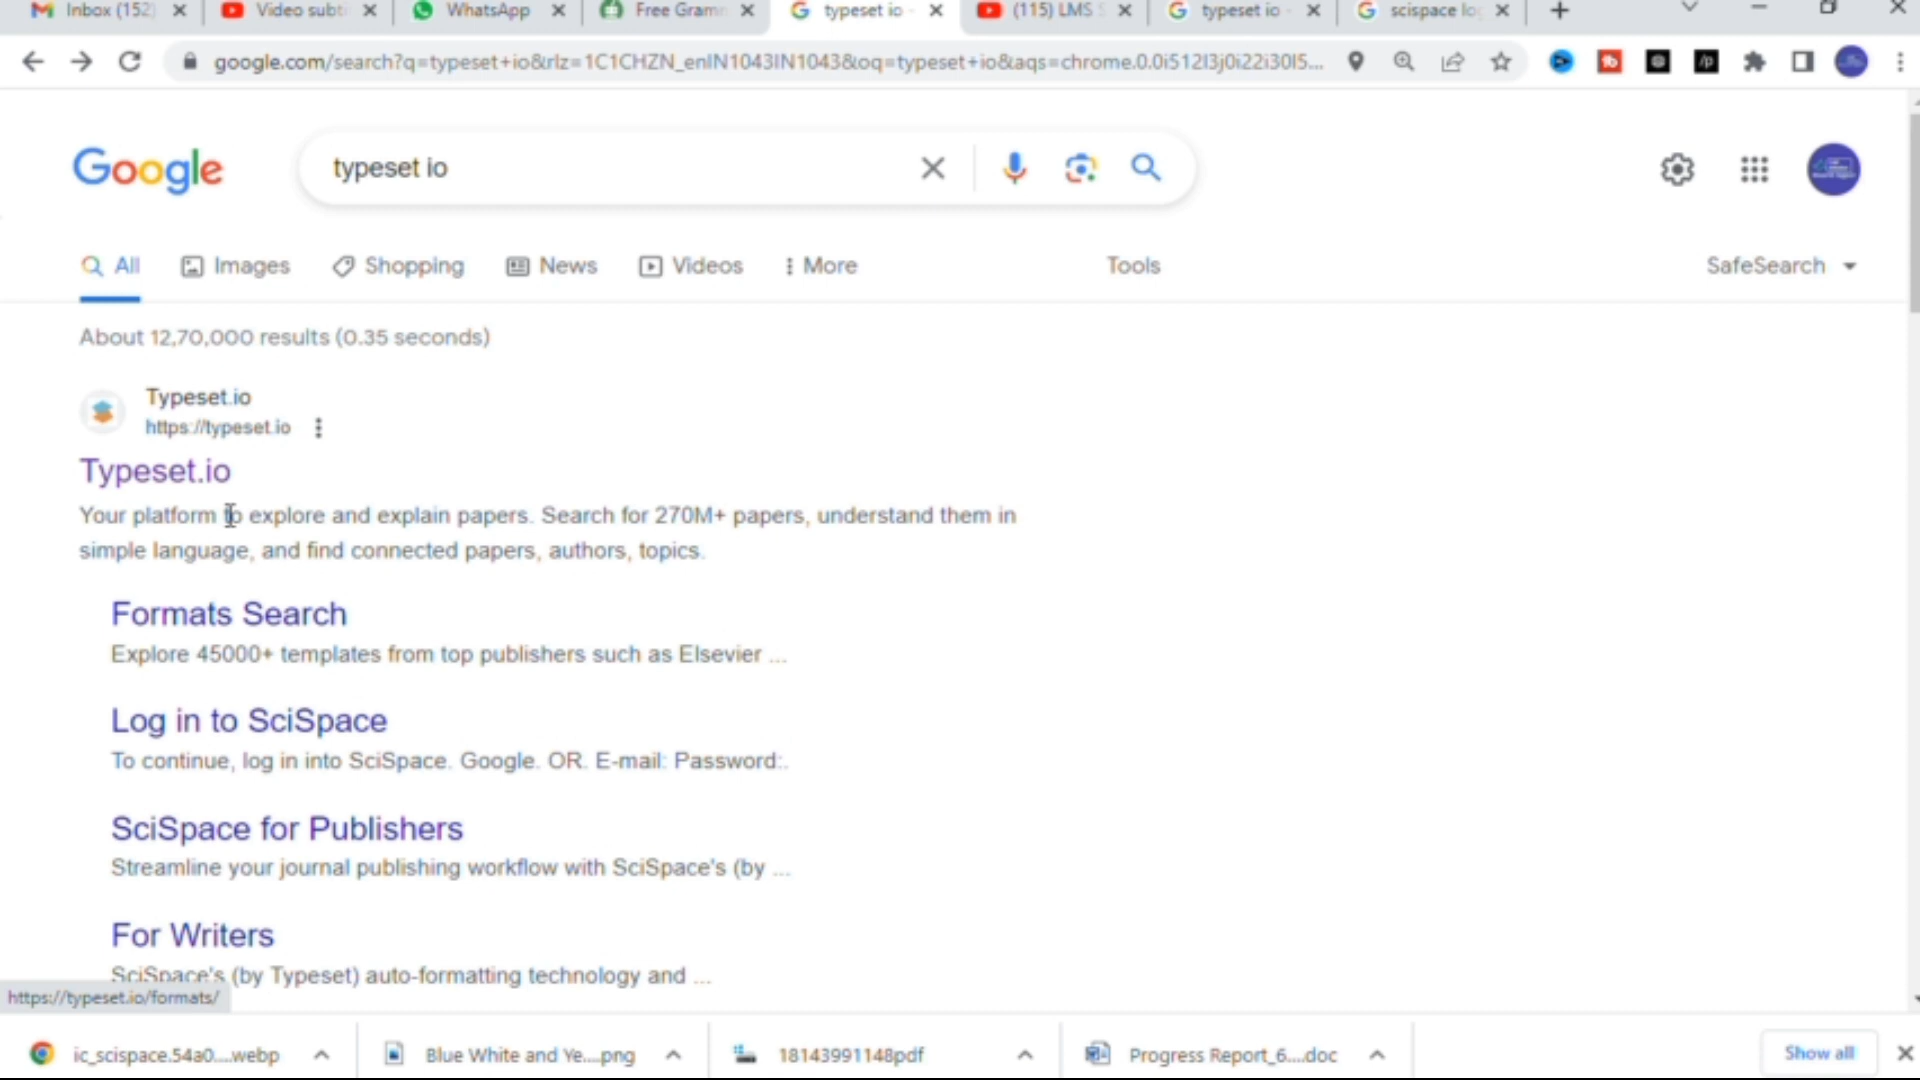 Inbox (152)
Video subti
WhatsApp
Free Gram
typeset io -
(115) LMS S
typeset io -
scispace lo
google.com/search?q=typeset+io&rlz=1C1CHZN_enIN1043IN1043&oq=typeset+io&aqs=chrome.0.0i512l3j0i22i30l5...
Google
typeset io
All
Images
Shopping
News
Videos
More
Tools
SafeSearch
About 12,70,000 results (0.35 seconds)
Typeset.io
https://typeset.io
Typeset.io
Your platform to explore and explain papers. Search for 270M+ papers, understand them in
simple language, and find connected papers, authors, topics.
Formats Search
Explore 45000+ templates from top publishers such as Elsevier ...
Log in to SciSpace
To continue, log in into SciSpace. Google. OR. E-mail: Password:.
SciSpace for Publishers
Streamline your journal publishing workflow with SciSpace's (by ...
For Writers
SciSpace's (by Typeset) auto-formatting technology and ...
https://typeset.io/formats/
ic_scispace.54a0....webp
Blue White and Ye....png
18143991148pdf
Progress Report_6....doc
Show all